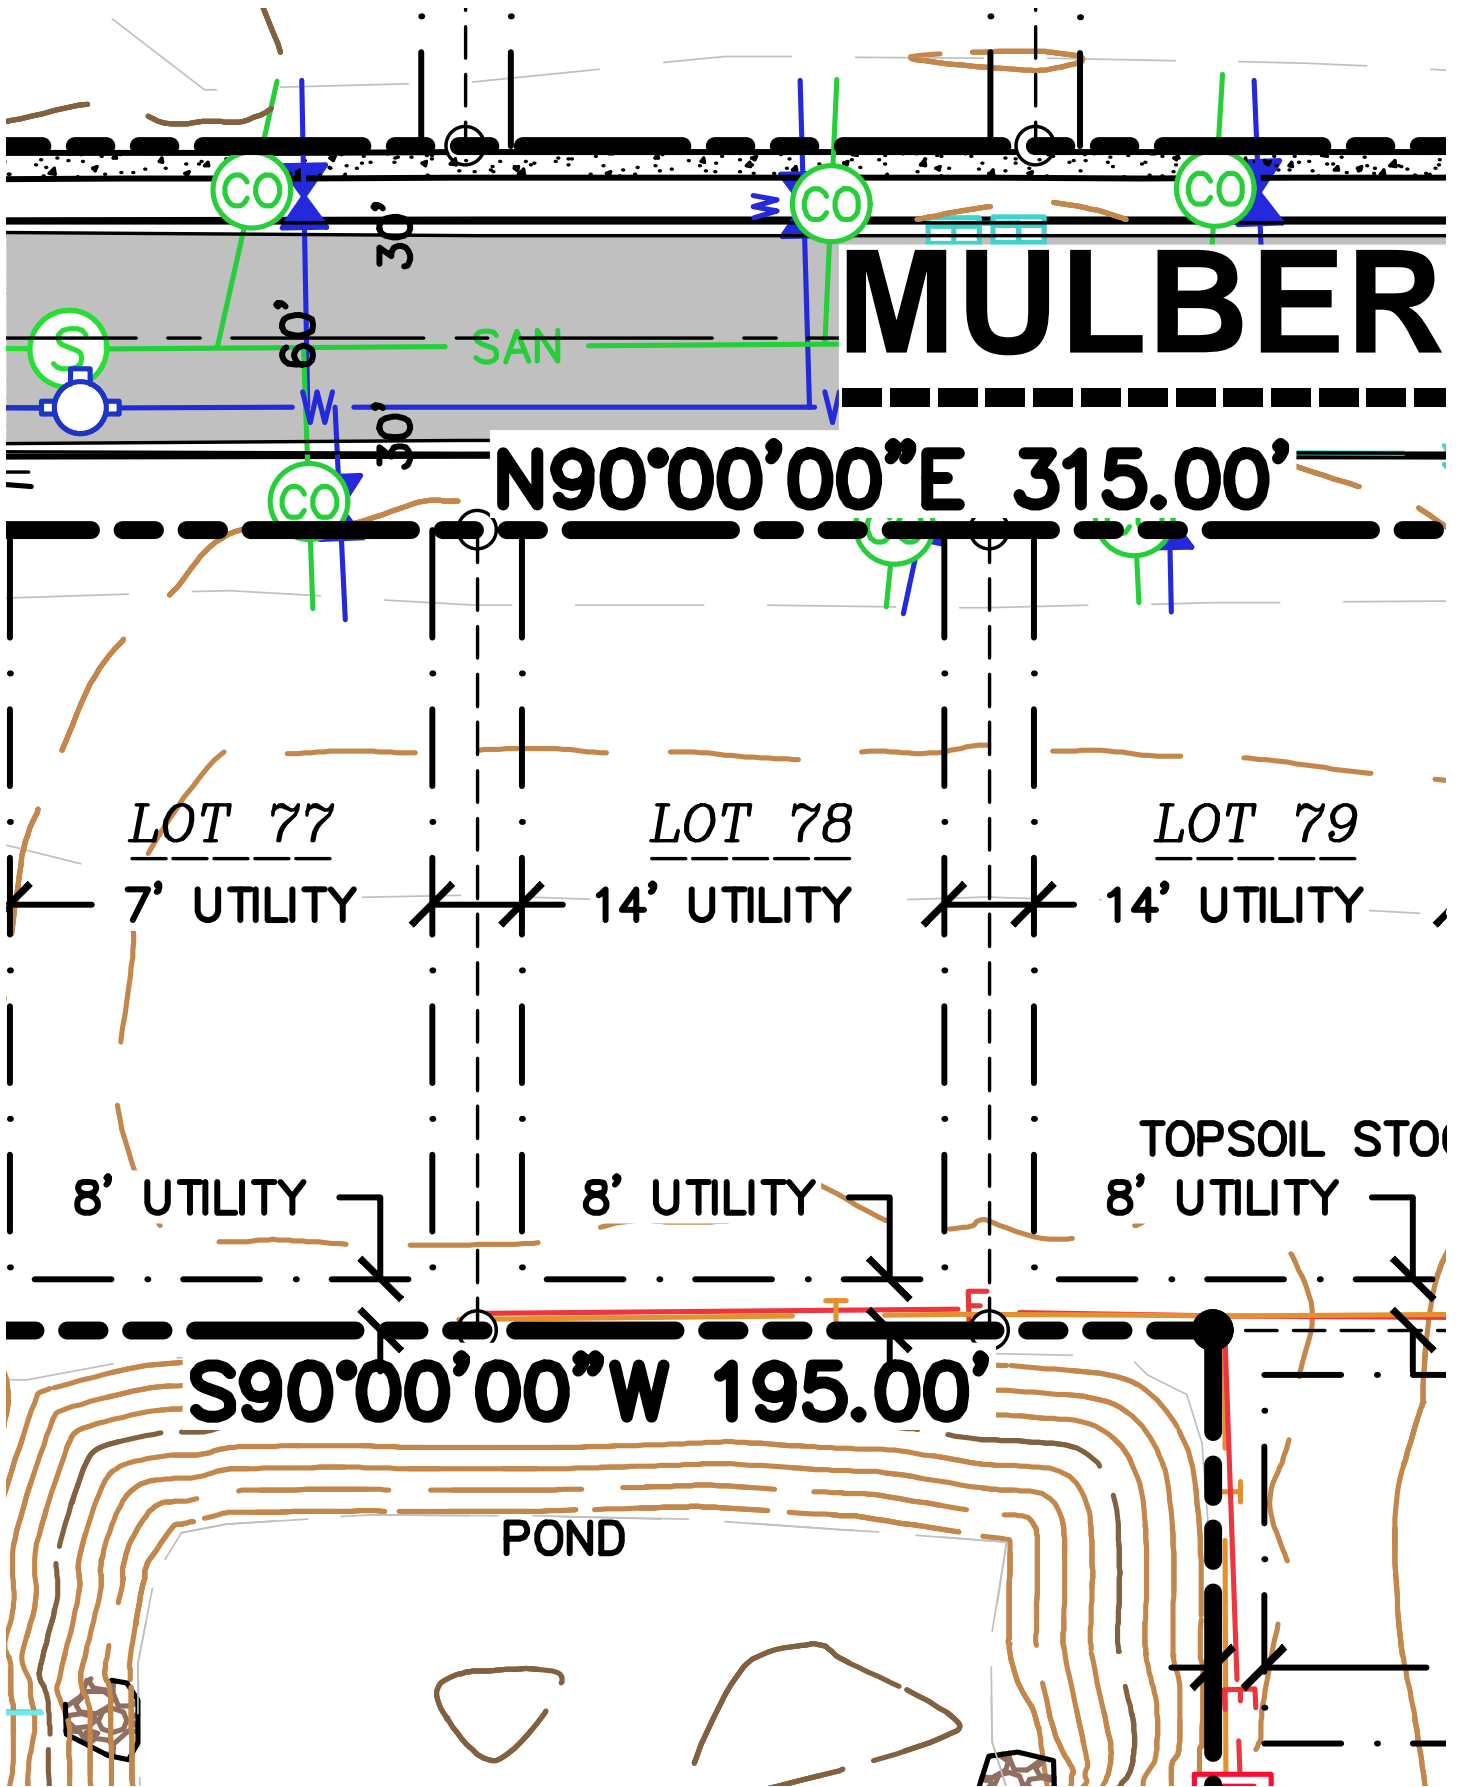 CO
CO
CO
W
30'
60'
S
SAN
MULBER
W
30'
CO
N90°00'00"E 315.00'
LOT 77
LOT 78
LOT 79
7' UTILITY
14' UTILITY
14' UTILITY
TOPSOIL
8' UTILITY
8' UTILITY
8' UTILITY
T
E
S90°00'00"W 195.00'
T
POND
E